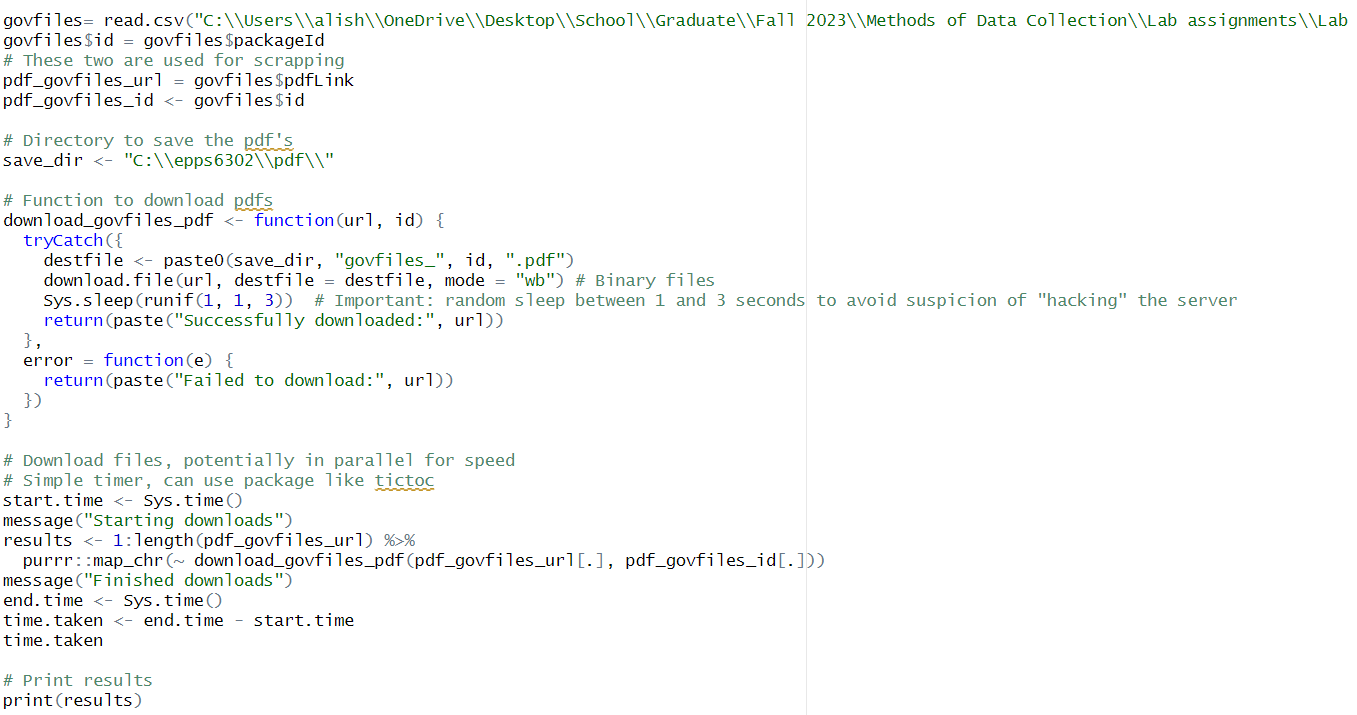 govfiles= read.csv("C:\\Users\\alish\\OneDrive\\Desktop\\School\\Graduate\\Fall 2023\\Methods of Data Collection\\Lab assignments\\Lab
govfiles$id = govfiles$packageId
# These two are used for scrapping
pdf_govfiles_url = govfiles$pdfLink
pdf_govfiles_id <- govfiles$id

# Directory to save the pdf's
save_dir <- "C:\\epps6302\\pdf\\"

# Function to download pdfs
download_govfiles_pdf <- function(url, id) {
  tryCatch({
    destfile <- paste0(save_dir, "govfiles_", id, ".pdf")
    download.file(url, destfile = destfile, mode = "wb") # Binary files
    Sys.sleep(runif(1, 1, 3))  # Important: random sleep between 1 and 3 seconds to avoid suspicion of "hacking" the server
    return(paste("Successfully downloaded:", url))
  },
  error = function(e) {
    return(paste("Failed to download:", url))
  })
}

# Download files, potentially in parallel for speed
# Simple timer, can use package like tictoc
start.time <- Sys.time()
message("Starting downloads")
results <- 1:length(pdf_govfiles_url) %>%
  purrr::map_chr(~ download_govfiles_pdf(pdf_govfiles_url[.], pdf_govfiles_id[.]))
message("Finished downloads")
end.time <- Sys.time()
time.taken <- end.time - start.time
time.taken

# Print results
print(results)